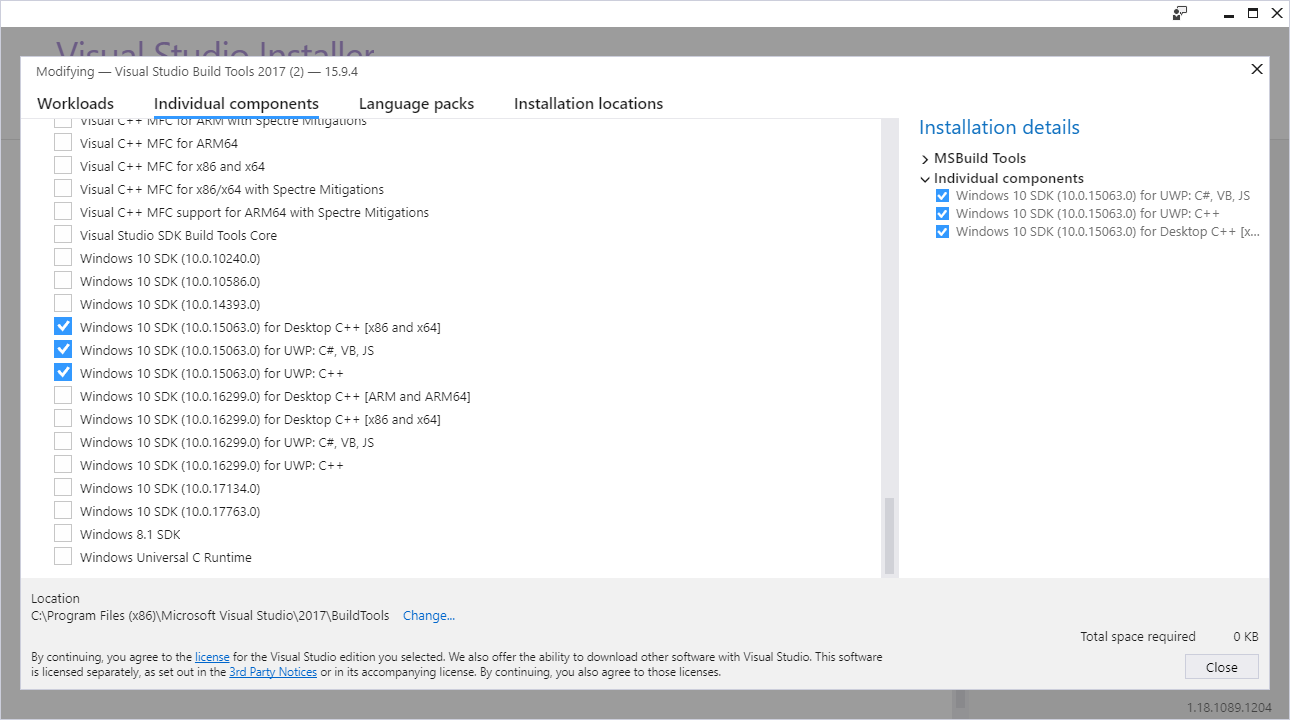 Visual Studio Installer
Modifying — Visual Studio Build Tools 2017 (2) — 15.9.4
Workloads
Individual components
Language packs
Installation locations
Visual C++ MFC for ARM with Spectre Mitigations
Visual C++ MFC for ARM64
Visual C++ MFC for x86 and x64
Visual C++ MFC for x86/x64 with Spectre Mitigations
Visual C++ MFC support for ARM64 with Spectre Mitigations
Visual Studio SDK Build Tools Core
Windows 10 SDK (10.0.10240.0)
Windows 10 SDK (10.0.10586.0)
Windows 10 SDK (10.0.14393.0)
Windows 10 SDK (10.0.15063.0) for Desktop C++ [x86 and x64]
Windows 10 SDK (10.0.15063.0) for UWP: C#, VB, JS
Windows 10 SDK (10.0.15063.0) for UWP: C++
Windows 10 SDK (10.0.16299.0) for Desktop C++ [ARM and ARM64]
Windows 10 SDK (10.0.16299.0) for Desktop C++ [x86 and x64]
Windows 10 SDK (10.0.16299.0) for UWP: C#, VB, JS
Windows 10 SDK (10.0.16299.0) for UWP: C++
Windows 10 SDK (10.0.17134.0)
Windows 10 SDK (10.0.17763.0)
Windows 8.1 SDK
Windows Universal C Runtime
Installation details
MSBuild Tools
Individual components
Windows 10 SDK (10.0.15063.0) for UWP: C#, VB, JS
Windows 10 SDK (10.0.15063.0) for UWP: C++
Windows 10 SDK (10.0.15063.0) for Desktop C++ [x...
Location
C:\Program Files (x86)\Microsoft Visual Studio\2017\BuildTools Change...
Total space required 0 KB
By continuing, you agree to the license for the Visual Studio edition you selected. We also offer the ability to download other software with Visual Studio. This software
is licensed separately, as set out in the 3rd Party Notices or in its accompanying license. By continuing, you also agree to those licenses.
Close
1.18.1089.1204